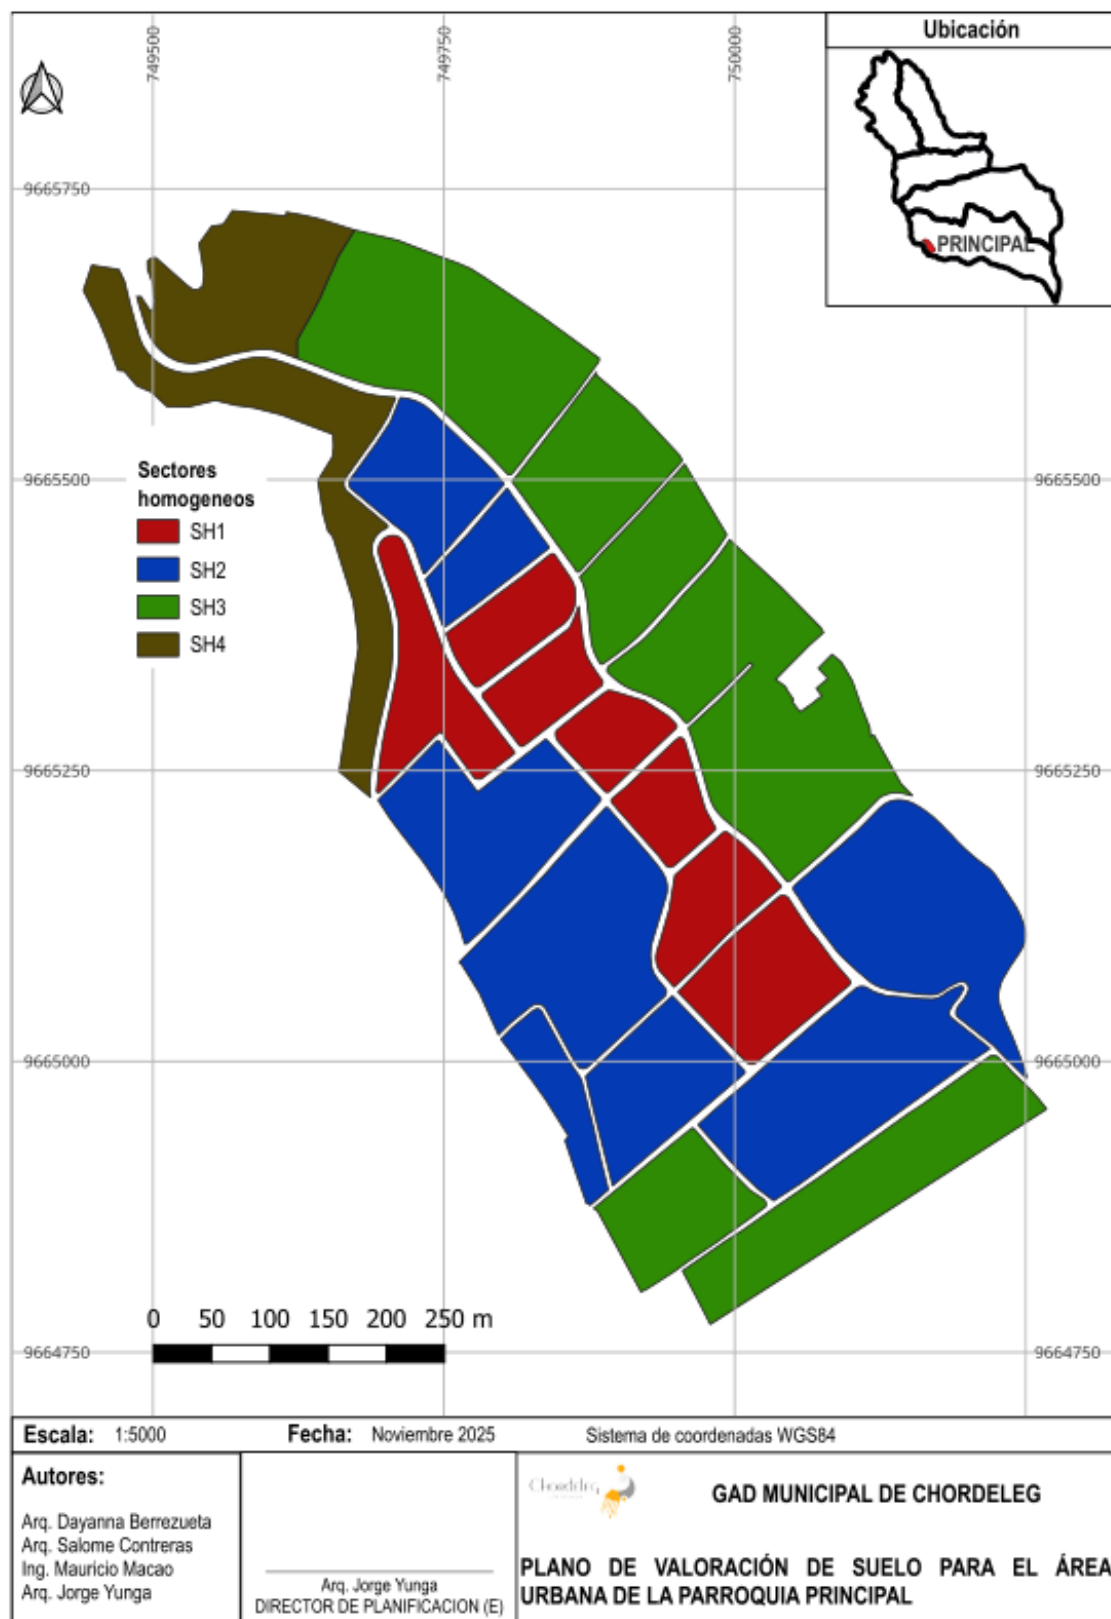 749500
749750
750000
Ubicación
PRINCIPAL
9665750
9665500
9665500
Sectores
homogeneos
SH1
SH2
SH3
SH4
9665250
9665250
9665000
9665000
0 50 100 150 200 250 m
9664750
9664750
Escala: 1:5000
Fecha: Noviembre 2025
Sistema de coordenadas WGS84
Autores:
Arq. Dayanna Berrezueta
Arq. Salome Contreras
Ing. Mauricio Macao
Arq. Jorge Yunga
Arq. Jorge Yunga
DIRECTOR DE PLANIFICACION (E)
Chordeleg
GAD MUNICIPAL DE CHORDELEG
PLANO DE VALORACIÓN DE SUELO PARA EL ÁREA
URBANA DE LA PARROQUIA PRINCIPAL